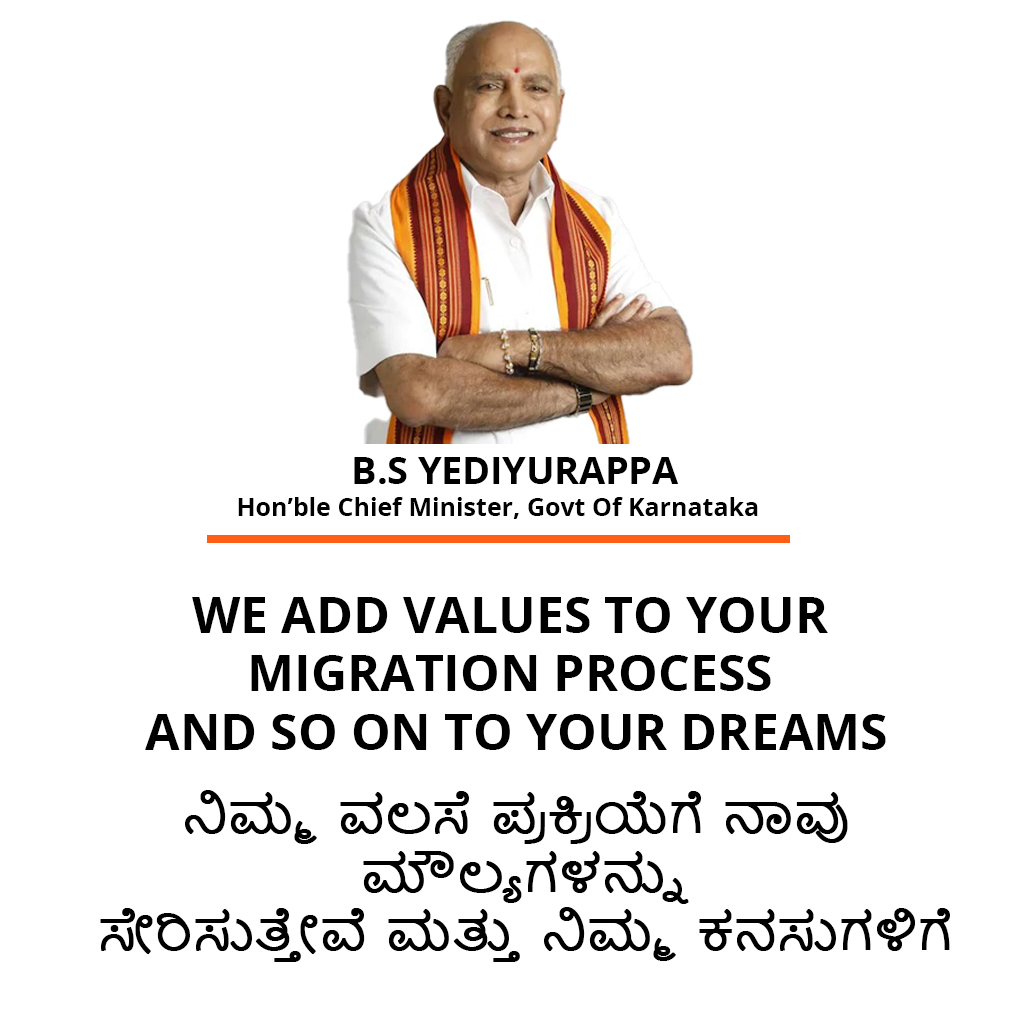 B.S YEDIYURAPPA
Hon’ble Chief Minister, Govt Of Karnataka
WE ADD VALUES TO YOUR
MIGRATION PROCESS
AND SO ON TO YOUR DREAMS
ನಿಮ್ಮ ವಲಸೆ ಪ್ರಕ್ರಿಯೆಗೆ ನಾವು
ಮೌಲ್ಯಗಳನ್ನು
ಸೇರಿಸುತ್ತೇವೆ ಮತ್ತು ನಿಮ್ಮ ಕನಸುಗಳಿಗೆ